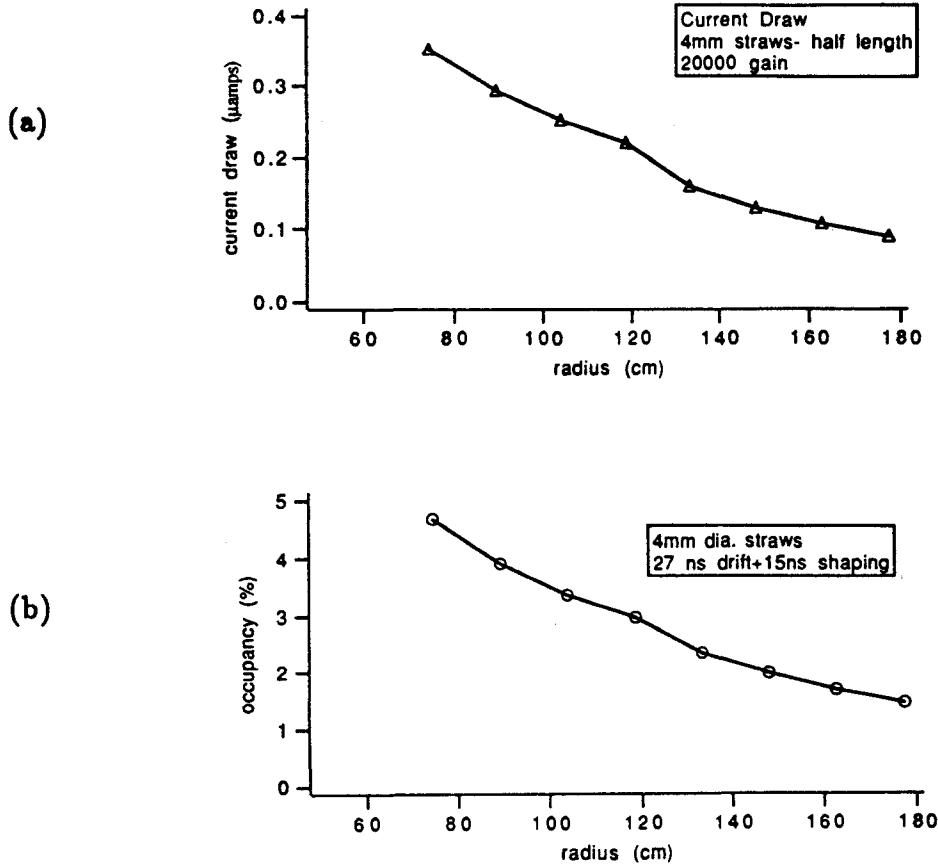 (a)
current draw (μamps)
0.4
0.3
0.2
0.1
0.0
Current Draw
4mm straws- half length
20000 gain
60 80 100 120 140 160 180
radius (cm)
(b)
occupancy (%)
5
4
3
2
1
0
4mm dia. straws
27 ns drift+15ns shaping
60 80 100 120 140 160 180
radius (cm)